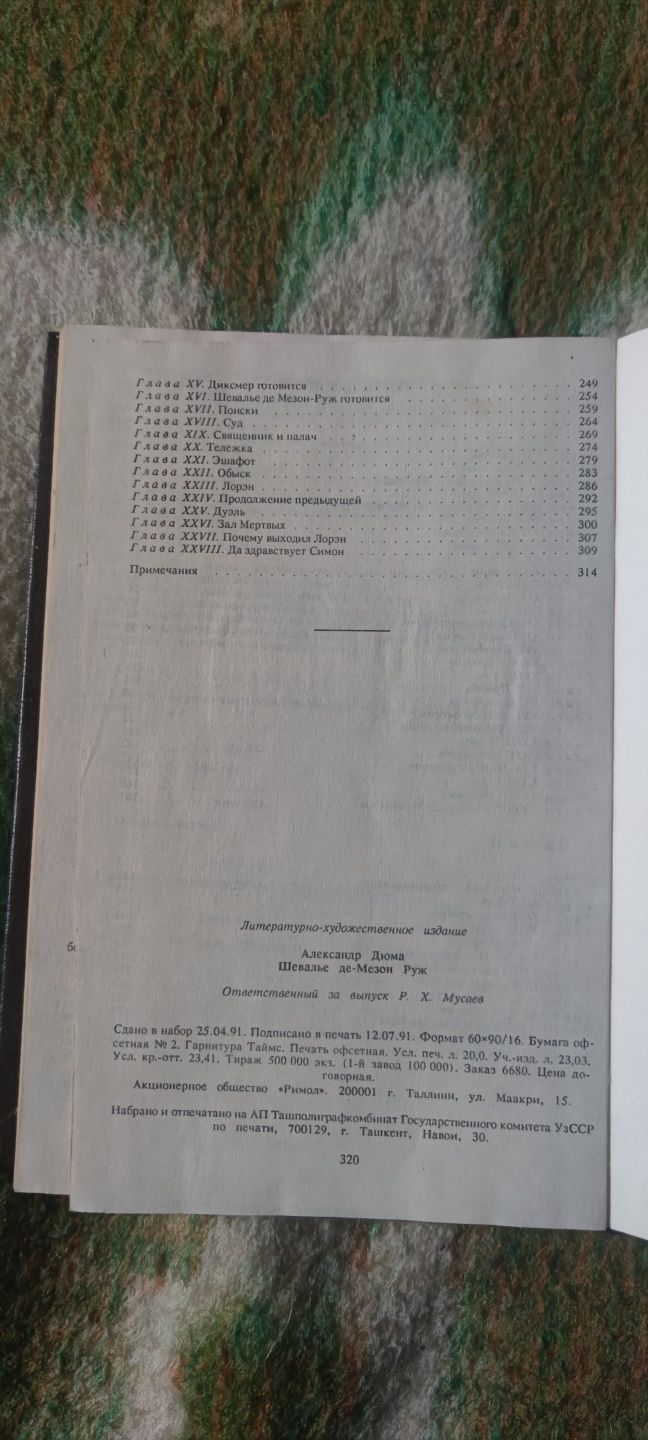 Глава XV. Диксмер готовится . . . . . . . . . . . . . . . . . . . 249
Глава XVI. Шевалье де Мезон-Руж готовится . . . . . . . . . . . . . 254
Глава XVII. Поиски . . . . . . . . . . . . . . . . . . . . . . . 259
Глава XVIII. Суд . . . . . . . . . . . . . . . . . . . . . . . . 264
Глава XIX. Священник и палач . . . . . . . . . . . . . . . . . . 269
Глава XX. Тележка . . . . . . . . . . . . . . . . . . . . . . . 274
Глава XXI. Эшафот . . . . . . . . . . . . . . . . . . . . . . . 279
Глава XXII. Обыск . . . . . . . . . . . . . . . . . . . . . . . 283
Глава XXIII. Лорэн . . . . . . . . . . . . . . . . . . . . . . . 286
Глава XXIV. Продолжение предыдущей . . . . . . . . . . . . . . . 292
Глава XXV. Дуэль . . . . . . . . . . . . . . . . . . . . . . . . 295
Глава XXVI. Зал Мертвых . . . . . . . . . . . . . . . . . . . . 300
Глава XXVII. Почему выходил Лорэн . . . . . . . . . . . . . . . . 307
Глава XXVIII. Да здравствует Симон . . . . . . . . . . . . . . . 309
Примечания . . . . . . . . . . . . . . . . . . . . . . . . . . . 314
Литературно-художественное издание
Александр Дюма
Шевалье де-Мезон Руж
Ответственный за выпуск Р. Х. Мусаев
Сдано в набор 25.04.91. Подписано в печать 12.07.91. Формат 60×90/16. Бумага оф-
сетная № 2. Гарнитура Таймс. Печать офсетная. Усл. печ. л. 20,0. Уч.-изд. л. 23,03.
Усл. кр.-отт. 23,41. Тираж 500 000 экз. (1-й завод 100 000). Заказ 6680. Цена до-
говорная.
Акционерное общество «Римол». 200001 г. Таллинн, ул. Маакри, 15.
Набрано и отпечатано на АП Ташполиграфкомбинат Государственного комитета УзССР
по печати, 700129, г. Ташкент, Навои, 30.
320